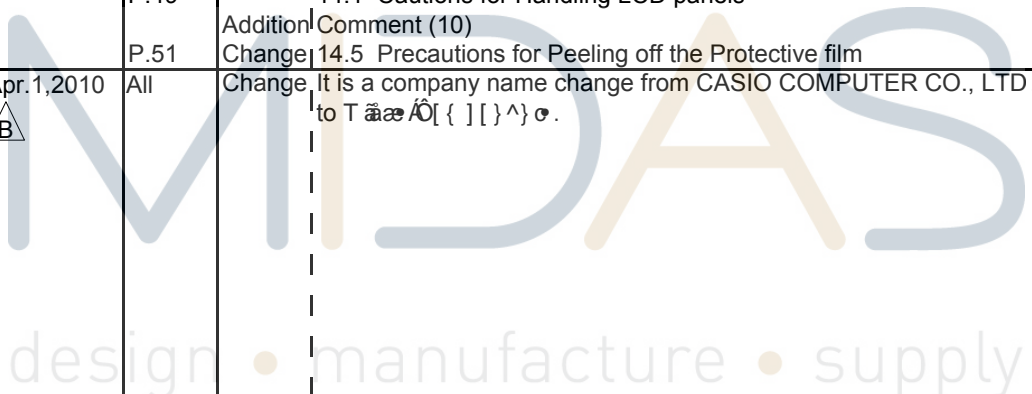 Addition Comment (10)
P.51 Change 14.5 Precautions for Peeling off the Protective film
pr.1,2010 All Change It is a company name change from CASIO COMPUTER CO., LTD
B to
MIDAS
design • manufacture • supply